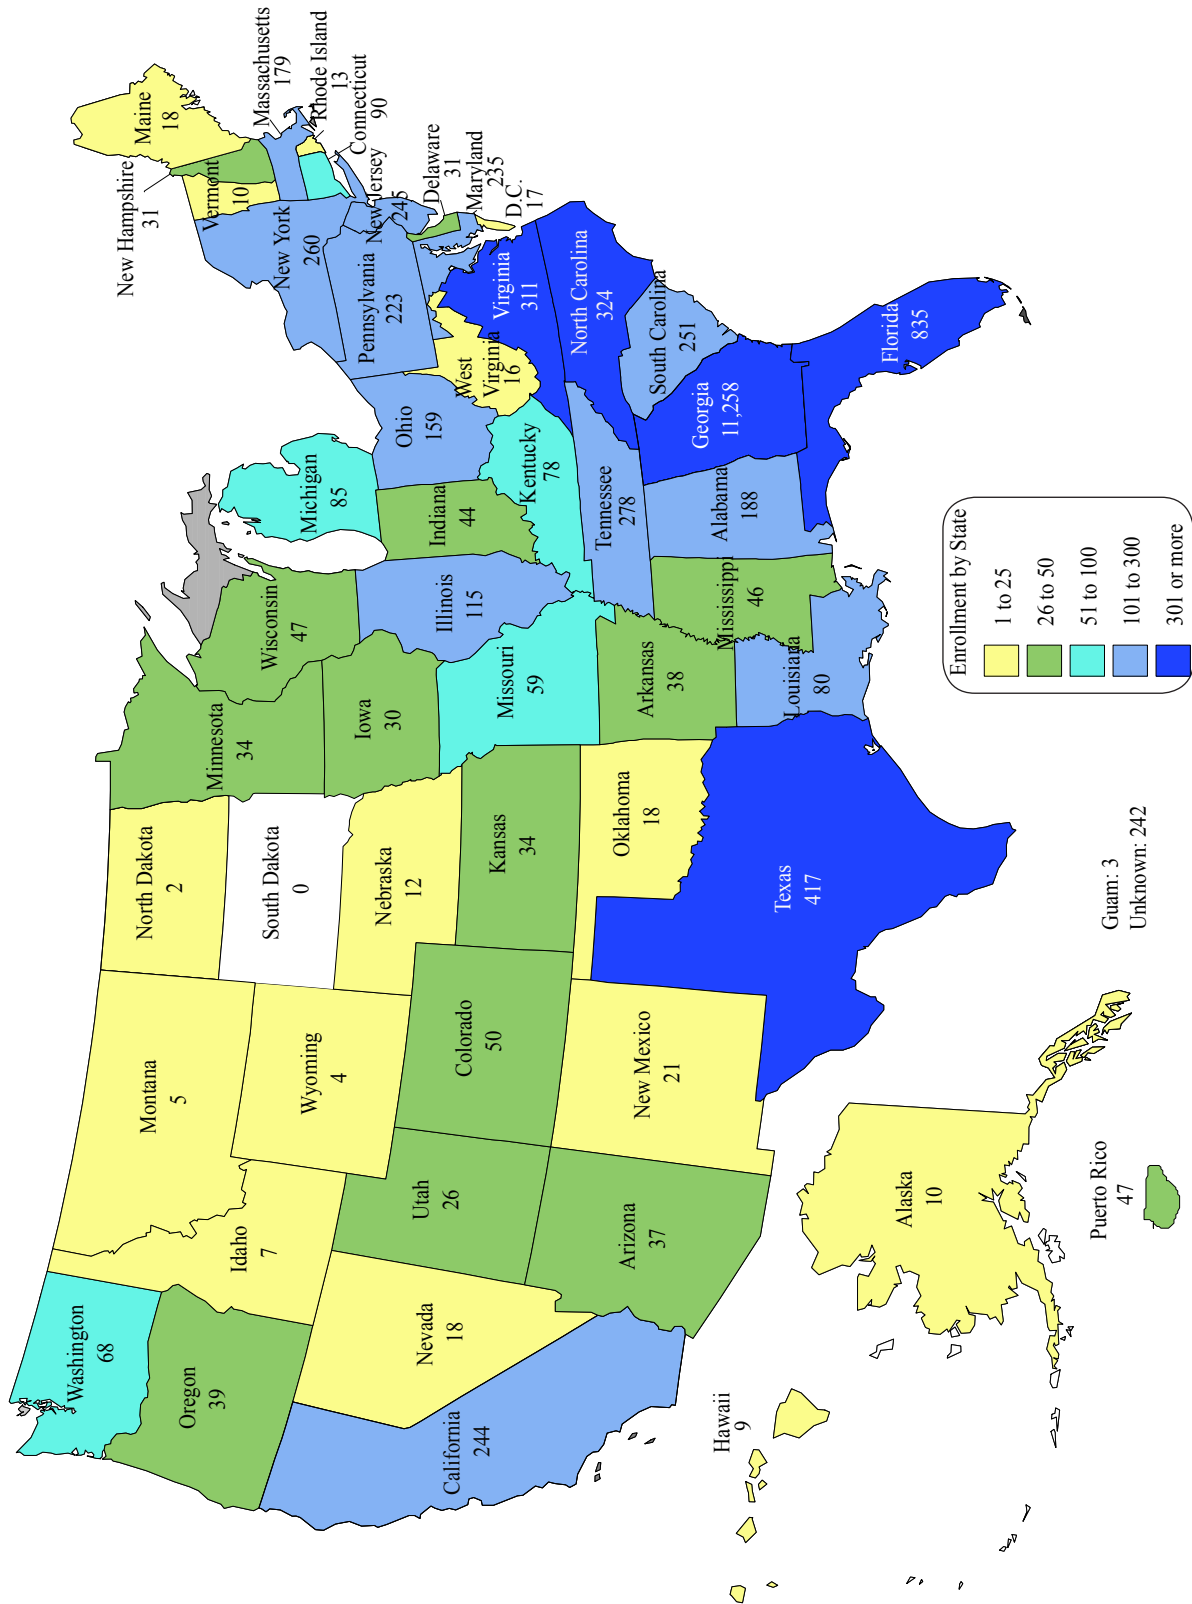 Washington
68
Oregon
39
California
244
Nevada
18
Idaho
7
Montana
5
Wyoming
4
Utah
26
Arizona
37
Colorado
50
New Mexico
21
North Dakota
2
South Dakota
0
Nebraska
12
Kansas
34
Oklahoma
18
Texas
417
Minnesota
34
Iowa
30
Missouri
59
Arkansas
38
Louisiana
80
Wisconsin
47
Illinois
115
Mississippi
46
Michigan
85
Indiana
44
Kentucky
78
Tennessee
278
Alabama
188
Ohio
159
West
Virginia
16
Georgia
11,258
Florida
835
South Carolina
251
North Carolina
324
Virginia
311
Pennsylvania
223
New York
260
Vermont
10
New Hampshire
31
Maine
18
Massachusetts
179
Rhode Island
13
Connecticut
90
New Jersey
245
Delaware
31
Maryland
235
D.C.
17
Hawaii
9
Alaska
10
Puerto Rico
47
Guam: 3
Unknown: 242
Enrollment by State
1 to 25
26 to 50
51 to 100
101 to 300
301 or more